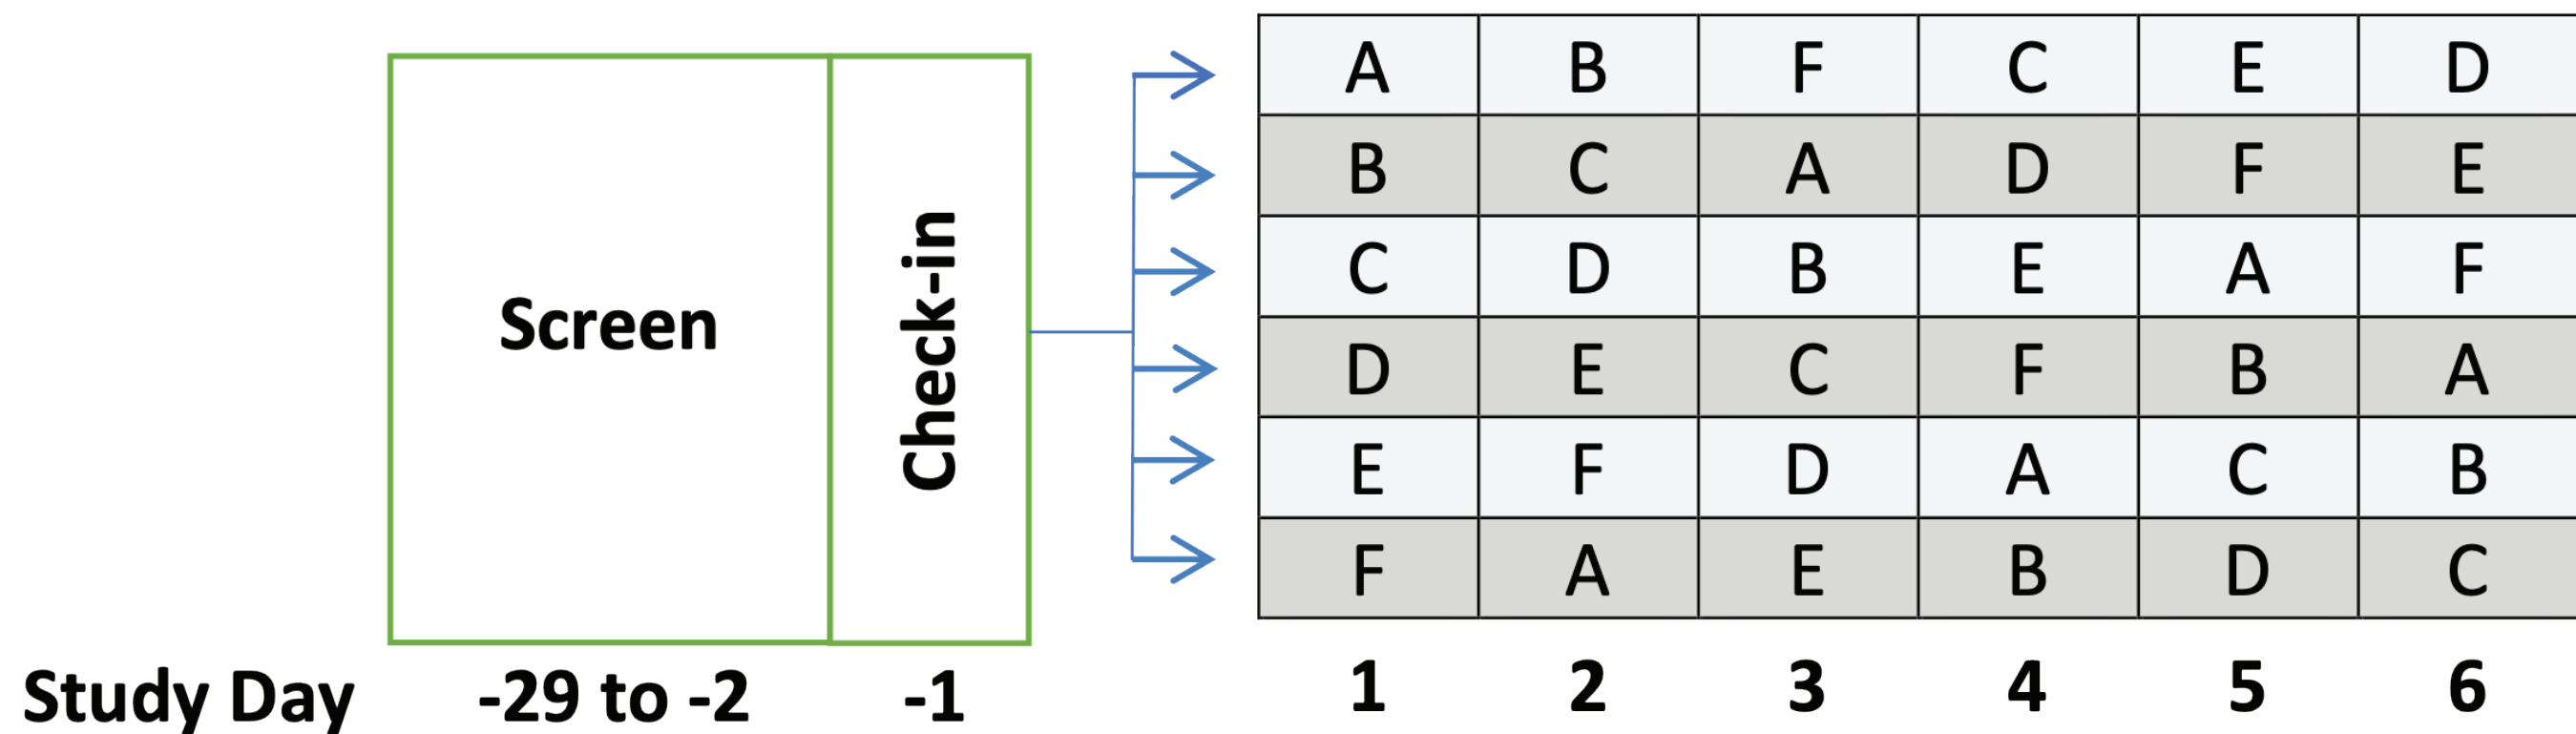 A B F C E D
B C A D F E
C D B E A F
D E C F B A
E F D A C B
F A E B D C
Screen
Check-in
Study Day -29 to -2 -1 1 2 3 4 5 6